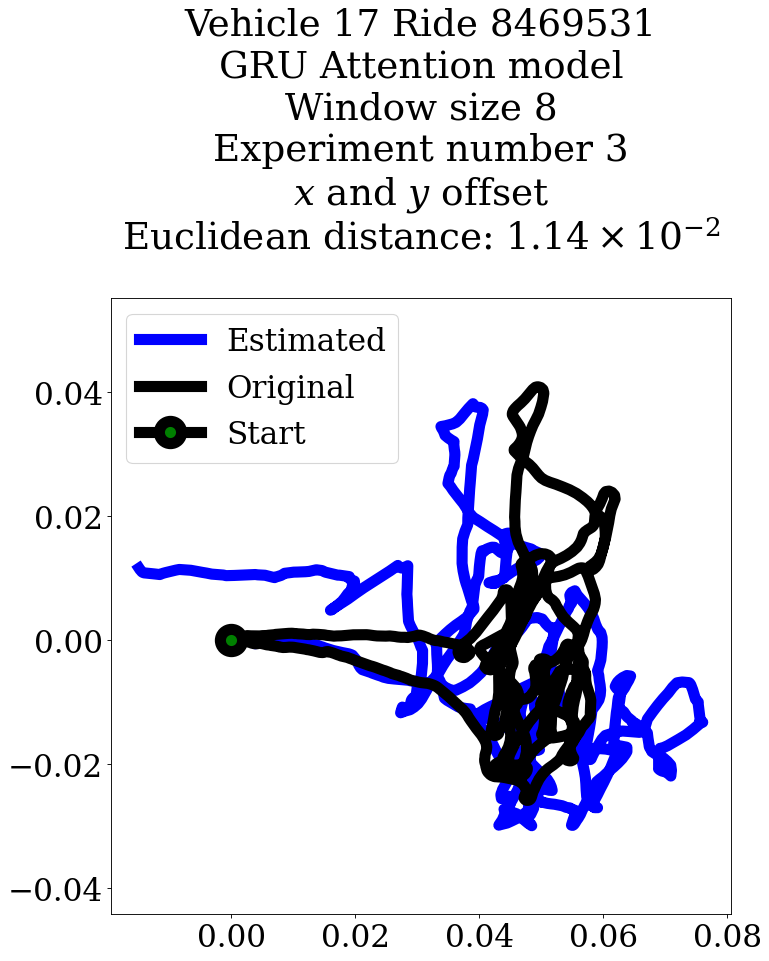 Vehicle 17 Ride 8469531
GRU Attention model
Window size 8
Experiment number 3
x and y offset
Euclidean distance: 1.14 × 10⁻²
Estimated
Original
Start
0.04
0.02
0.00
−0.02
−0.04
0.00 0.02 0.04 0.06 0.08